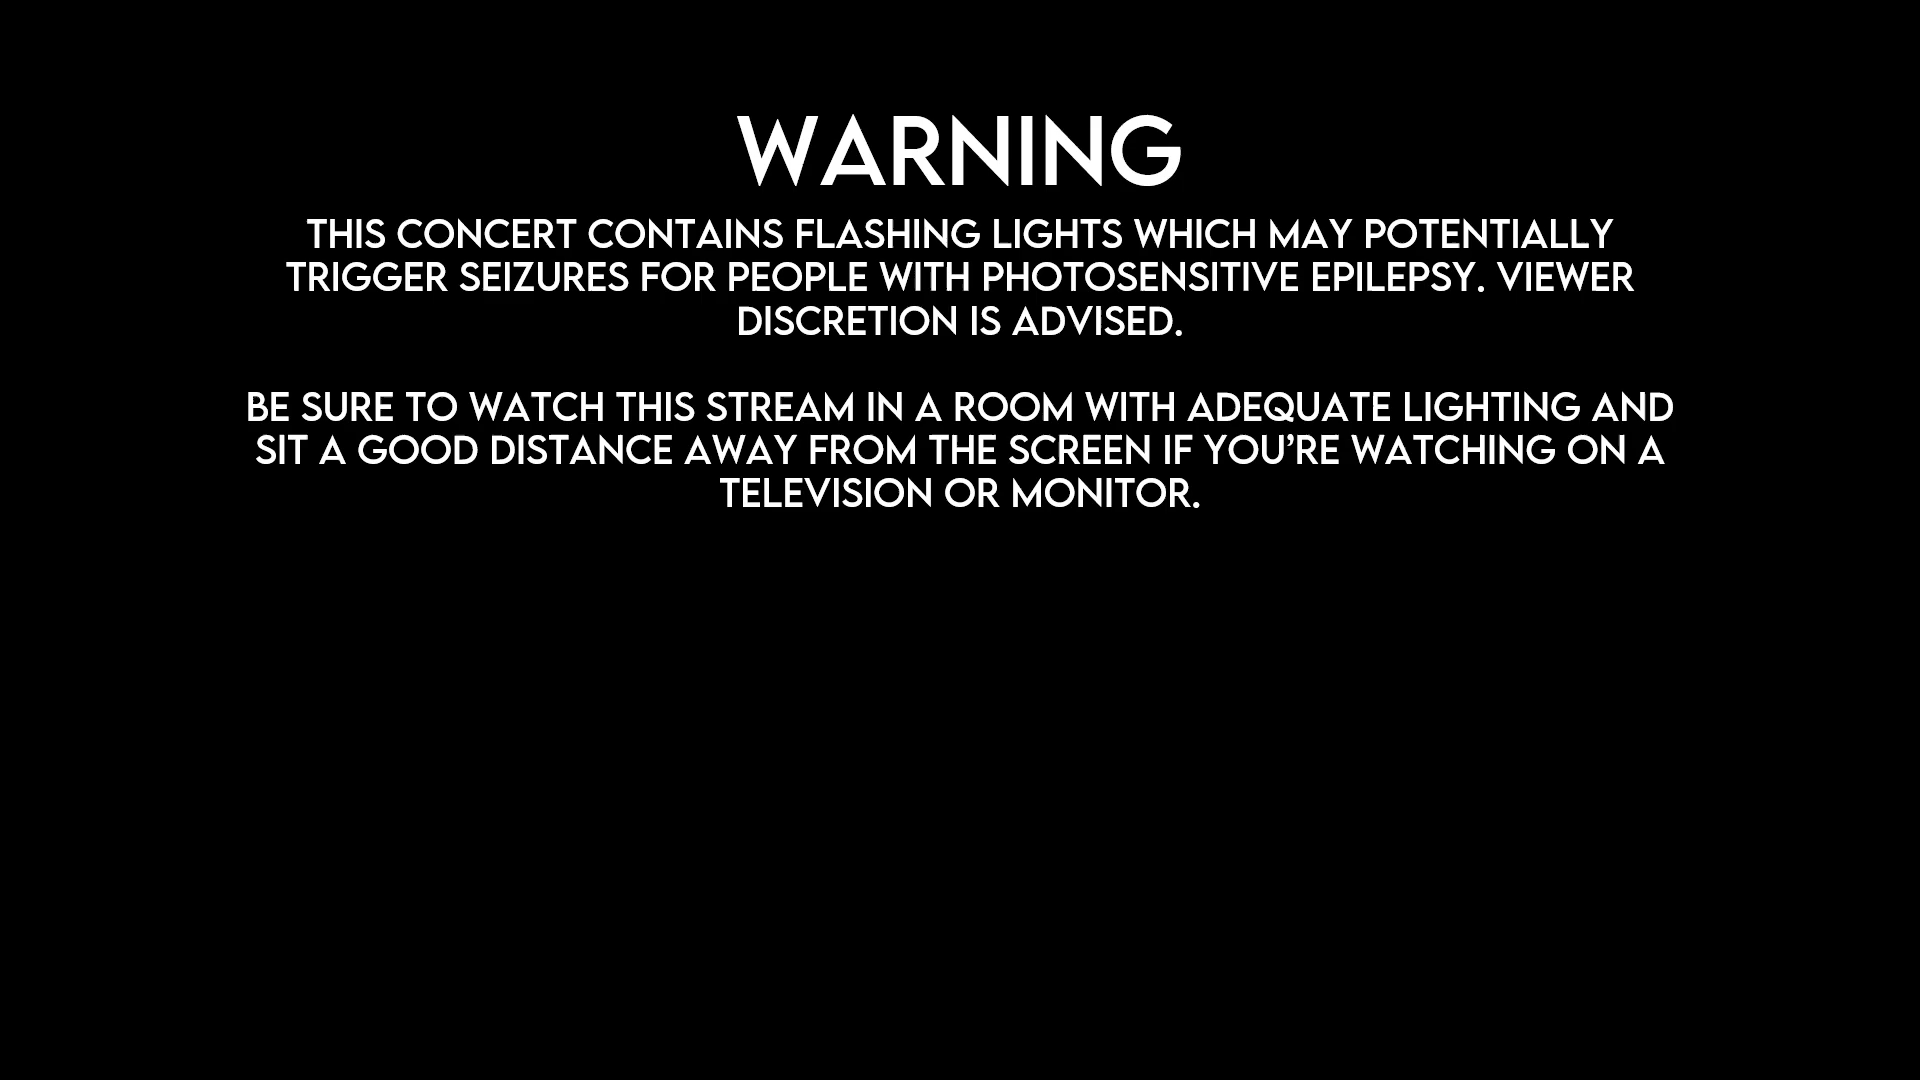 WARNING
THIS CONCERT CONTAINS FLASHING LIGHTS WHICH MAY POTENTIALLY
TRIGGER SEIZURES FOR PEOPLE WITH PHOTOSENSITIVE EPILEPSY. VIEWER
DISCRETION IS ADVISED.
BE SURE TO WATCH THIS STREAM IN A ROOM WITH ADEQUATE LIGHTING AND
SIT A GOOD DISTANCE AWAY FROM THE SCREEN IF YOU’RE WATCHING ON A
TELEVISION OR MONITOR.